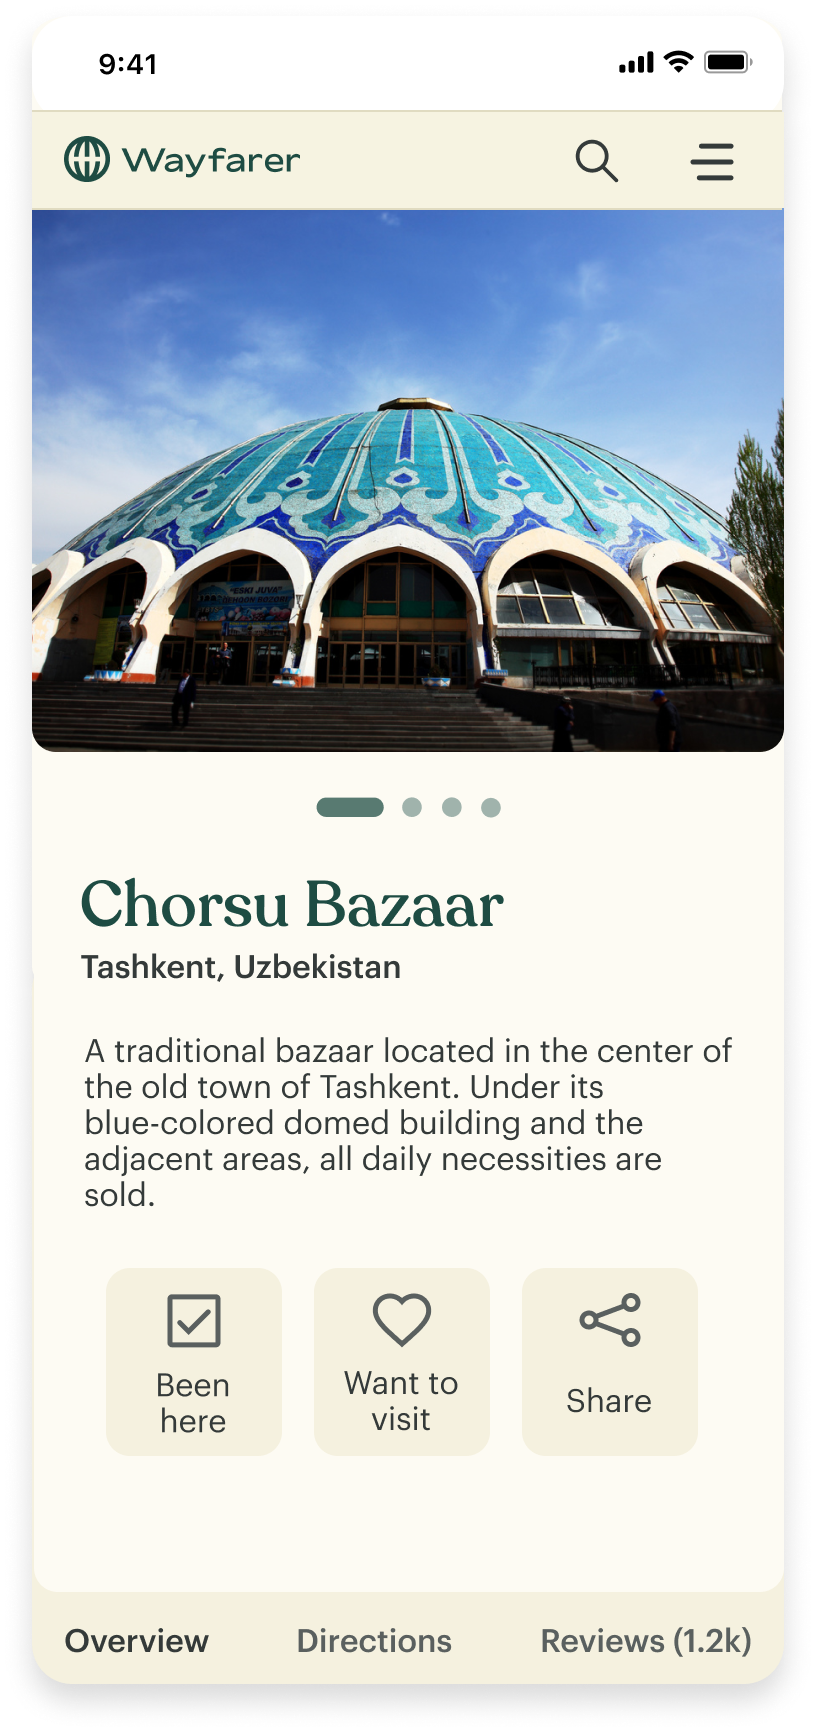 9:41
Wayfarer
"ESKI JUVA"
Chorsu Bazaar
Tashkent, Uzbekistan
A traditional bazaar located in the center of
the old town of Tashkent. Under its
blue-colored domed building and the
adjacent areas, all daily necessities are
sold.
Been
here
Want to
visit
Share
Overview
Directions
Reviews (1.2k)